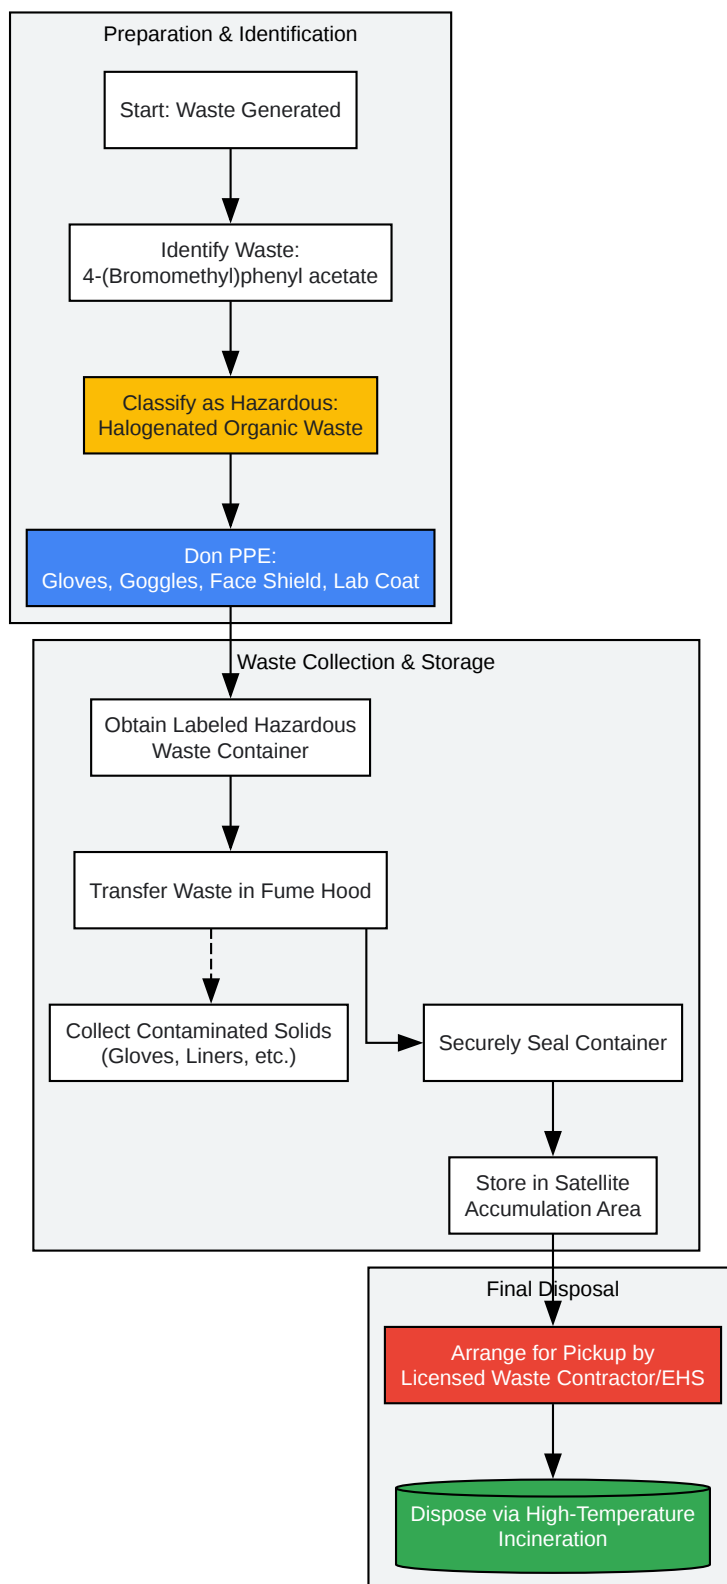 Preparation & Identification
Start: Waste Generated
Identify Waste:
4-(Bromomethyl)phenyl acetate
Classify as Hazardous:
Halogenated Organic Waste
Don PPE:
Gloves, Goggles, Face Shield, Lab Coat
Waste Collection & Storage
Obtain Labeled Hazardous
Waste Container
Transfer Waste in Fume Hood
Collect Contaminated Solids
(Gloves, Liners, etc.)
Securely Seal Container
Store in Satellite
Accumulation Area
Final Disposal
Arrange for Pickup by
Licensed Waste Contractor/EHS
Dispose via High-Temperature
Incineration